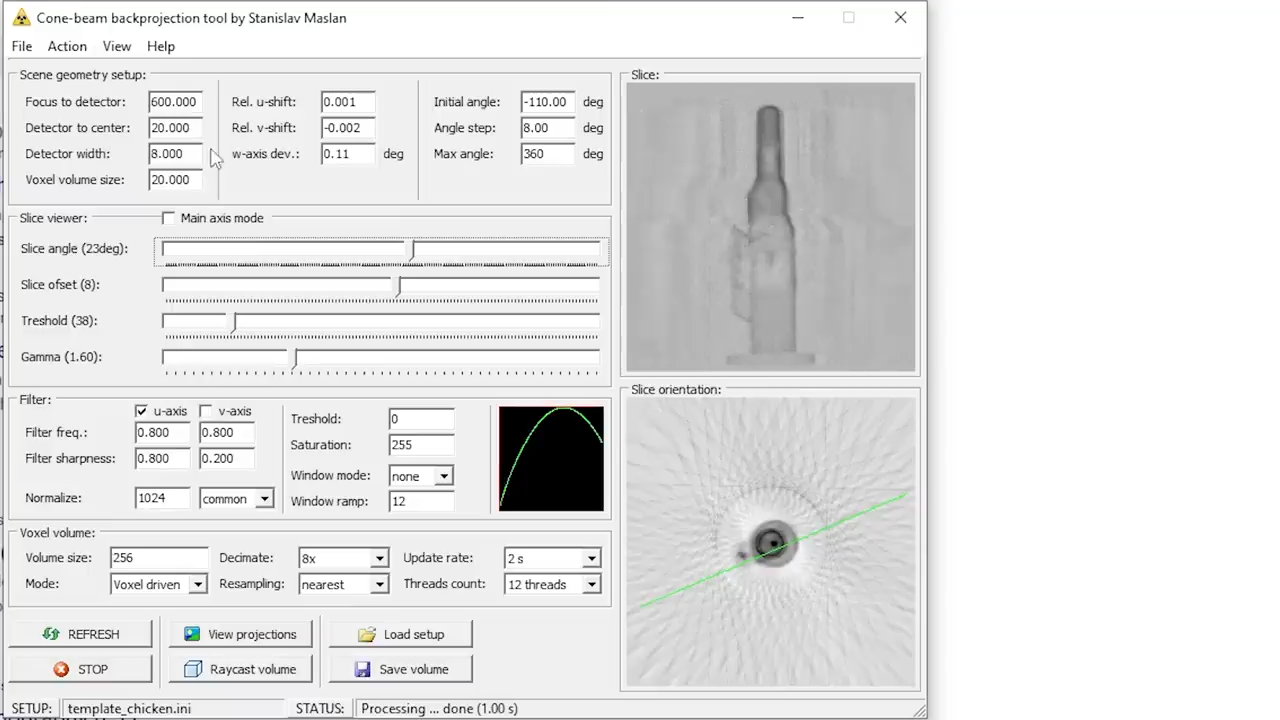 Cone-beam backprojection tool by Stanislav Maslan
File Action View Help
Scene geometry setup:
Focus to detector: 600.000 Rel. u-shift: 0.001 Initial angle: -110.00 deg
Detector to center: 20.000 Rel. v-shift: -0.002 Angle step: 8.00 deg
Detector width: 8.000 w-axis dev.: 0.11 deg Max angle: 360 deg
Voxel volume size: 20.000
Slice viewer: Main axis mode
Slice angle (23deg):
Slice ofset (8):
Treshold (38):
Gamma (1.60):
Slice:
Slice orientation:
Filter:
u-axis v-axis
Filter freq.: 0.800 0.800
Filter sharpness: 0.800 0.200
Normalize: 1024 common
Treshold: 0
Saturation: 255
Window mode: none
Window ramp: 12
Voxel volume:
Volume size: 256 Decimate: 8x Update rate: 2 s
Mode: Voxel driven Resampling: nearest Threads count: 12 threads
REFRESH View projections Load setup
STOP Raycast volume Save volume
SETUP: template_chicken.ini STATUS: Processing ... done (1.00 s)